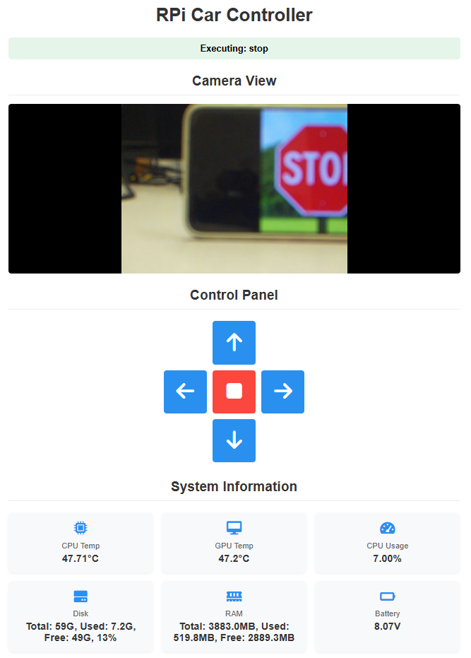 RPi Car Controller
Executing: stop
Camera View
STO
Control Panel
System Information
CPU Temp
47.71°C
GPU Temp
47.2°C
CPU Usage
7.00%
Disk
Total: 59G, Used: 7.2G,
Free: 49G, 13%
RAM
Total: 3883.0MB, Used:
519.8MB, Free: 2889.3MB
Battery
8.07V